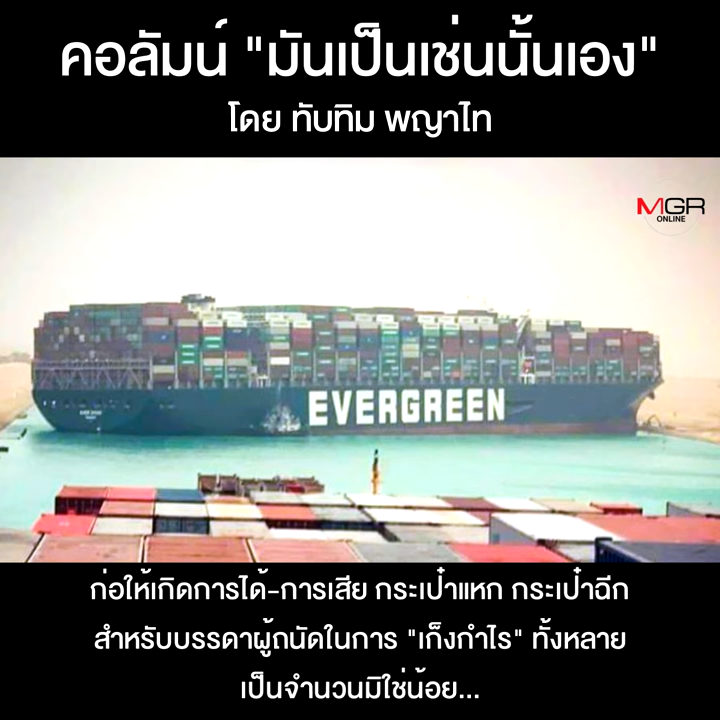 คอลัมน์ "มันเป็นเช่นนั้นเอง"
โดย ทับทิม พญาไท
MGR
ONLINE
EVERGREEN
ก่อให้เกิดการได้-การเสีย กระเป๋าแหก กระเป๋าฉีก
สำหรับบรรดาผู้ถนัดในการ "เก็งกำไร" ทั้งหลาย
เป็นจำนวนมิใช่น้อย...